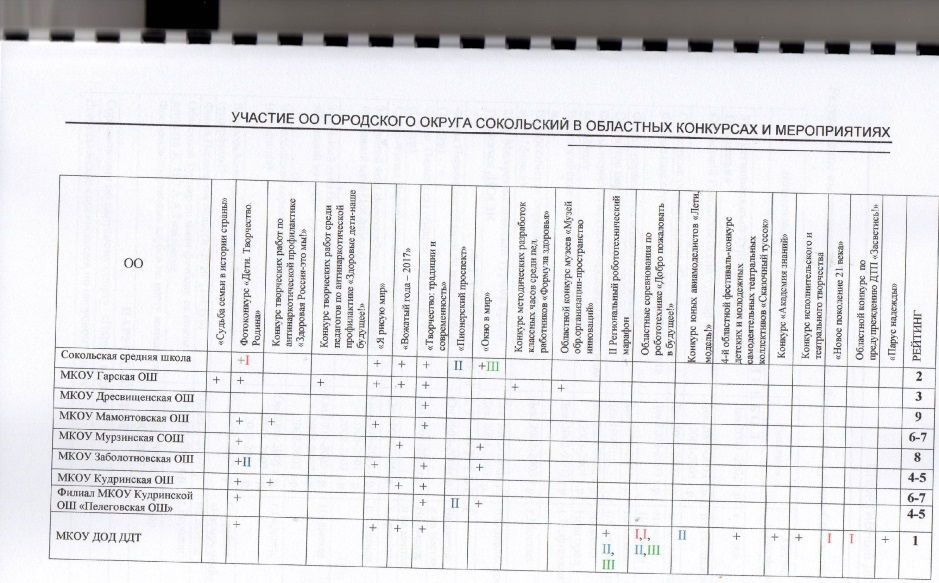 УЧАСТИЕ ОО ГОРОДСКОГО ОКРУГА СОКОЛЬСКИЙ В ОБЛАСТНЫХ КОНКУРСАХ И МЕРОПРИЯТИЯХ
ОО
«Судьба семьи в истории страны»
Фотоконкурс «Дети. Творчество.
Родина»
Конкурс творческих работ по
антинаркотической профилактике
«Здоровая Россия-это мы!»
Конкурс творческих работ среди
педагогов по антинаркотической
профилактике «Здоровые дети-наше
будущее!»
«Я рисую мир»
«Вожатый года – 2017»
«Творчество: традиции и
современность»
«Пионерский проспект»
«Окно в мир»
Конкурс методических разработок
классных часов среди пед.
работников «Формула здоровья»
Областной конкурс музеев «Музей
обр.организации-пространство
инноваций»
II Региональный робототехнический
марафон
Областные соревнования по
робототехнике «Добро пожаловать
в будущее!»
Конкурс юных авиамоделистов «Лети,
модель!»
4-й областной фестиваль-конкурс
детских и молодежных
самодеятельных театральных
коллективов «Сказочный сундук»
Конкурс «Академия знаний»
Конкурс исполнительского и
театрального творчества
«Новое поколение 21 века»
Областной конкурс по
предупреждению ДТП «Засветись!»
«Парус надежды»
РЕЙТИНГ
Сокольская средняя школа +I + + + II +III 2
МКОУ Гарская ОШ + + + + + + + + 3
МКОУ Дресвищенская ОШ + 9
МКОУ Мамонтовская ОШ + + + + 6-7
МКОУ Мурзинская СОШ + + + 8
МКОУ Заболотновская ОШ +II + + + 4-5
МКОУ Кудринская ОШ + + + + 6-7
Филиал МКОУ Кудринской
ОШ «Пелеговская ОШ» + + II + 4-5
МКОУ ДОД ДДТ + + + + + II, III I,I, II,III II + + + I I + 1